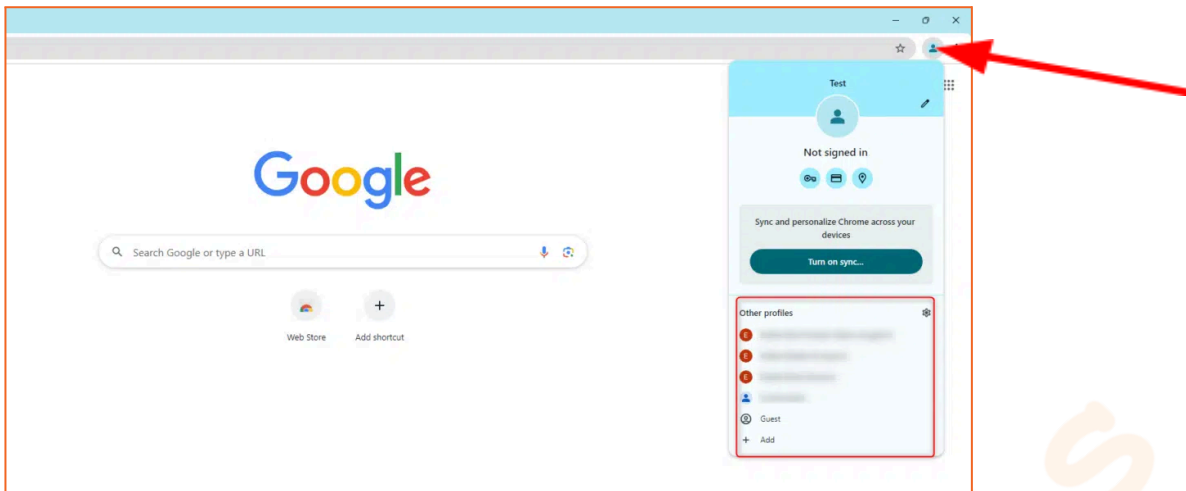 Test
Not signed in
Google
Sync and personalize Chrome across your
devices
Search Google or type a URL
Turn on sync...
Web Store
Add shortcut
Other profiles
E
E
E
Guest
+ Add